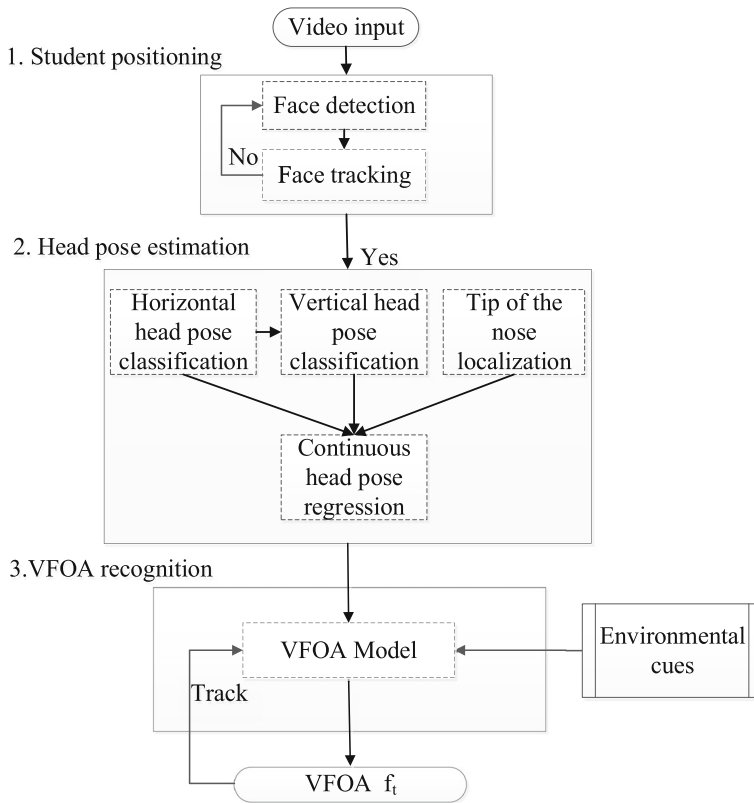 Video input
1. Student positioning
Face detection
No
Face tracking
2. Head pose estimation
Yes
Horizontal
head pose
classification
Vertical head
pose
classification
Tip of the
nose
localization
Continuous
head pose
regression
3.VFOA recognition
VFOA Model
Environmental
cues
Track
VFOA fₜ